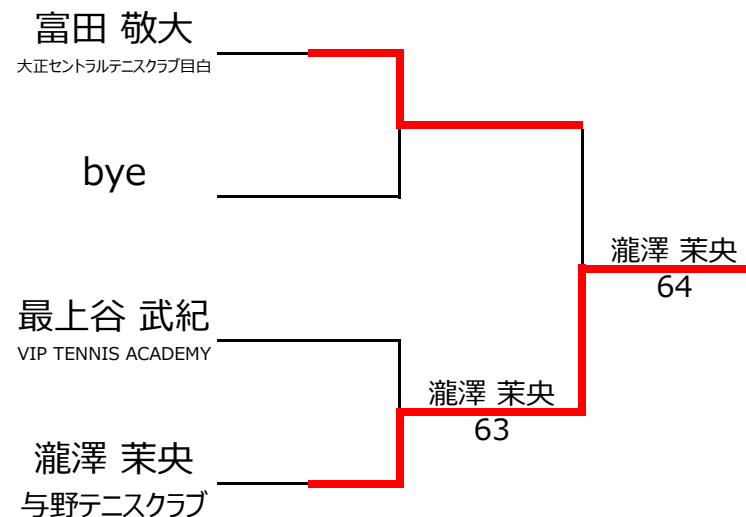 富田 敬大
大正セントラルテニスクラブ目白
bye
瀧澤 茉央
64
最上谷 武紀
VIP TENNIS ACADEMY
瀧澤 茉央
63
瀧澤 茉央
与野テニスクラブ